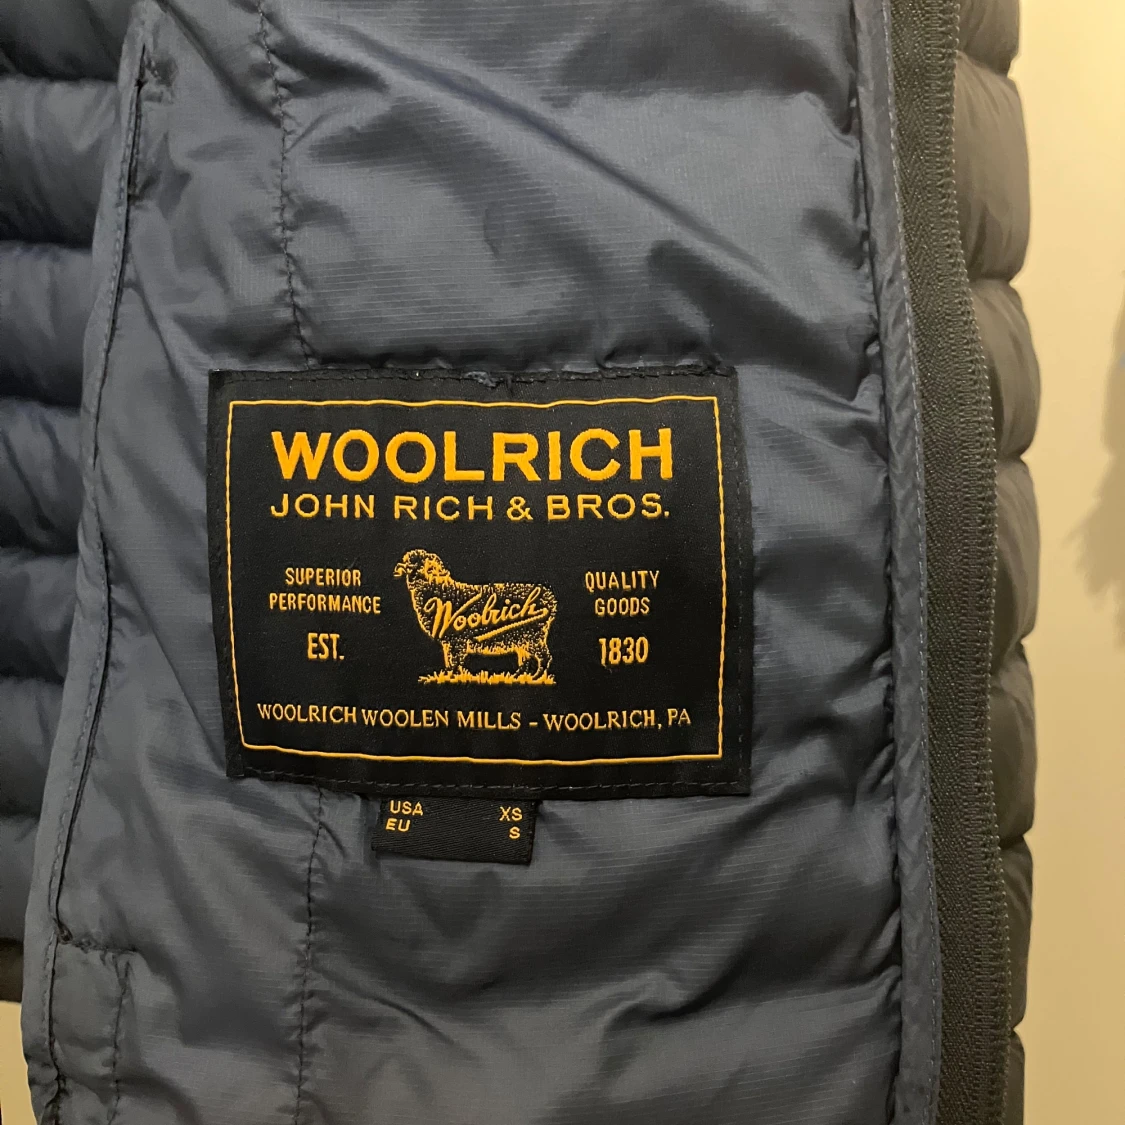 WOOLRICH
JOHN RICH & BROS.
SUPERIOR
PERFORMANCE
EST.
Woolrich
QUALITY
GOODS
1830
WOOLRICH WOOLEN MILLS - WOOLRICH, PA
USA XS
EU S